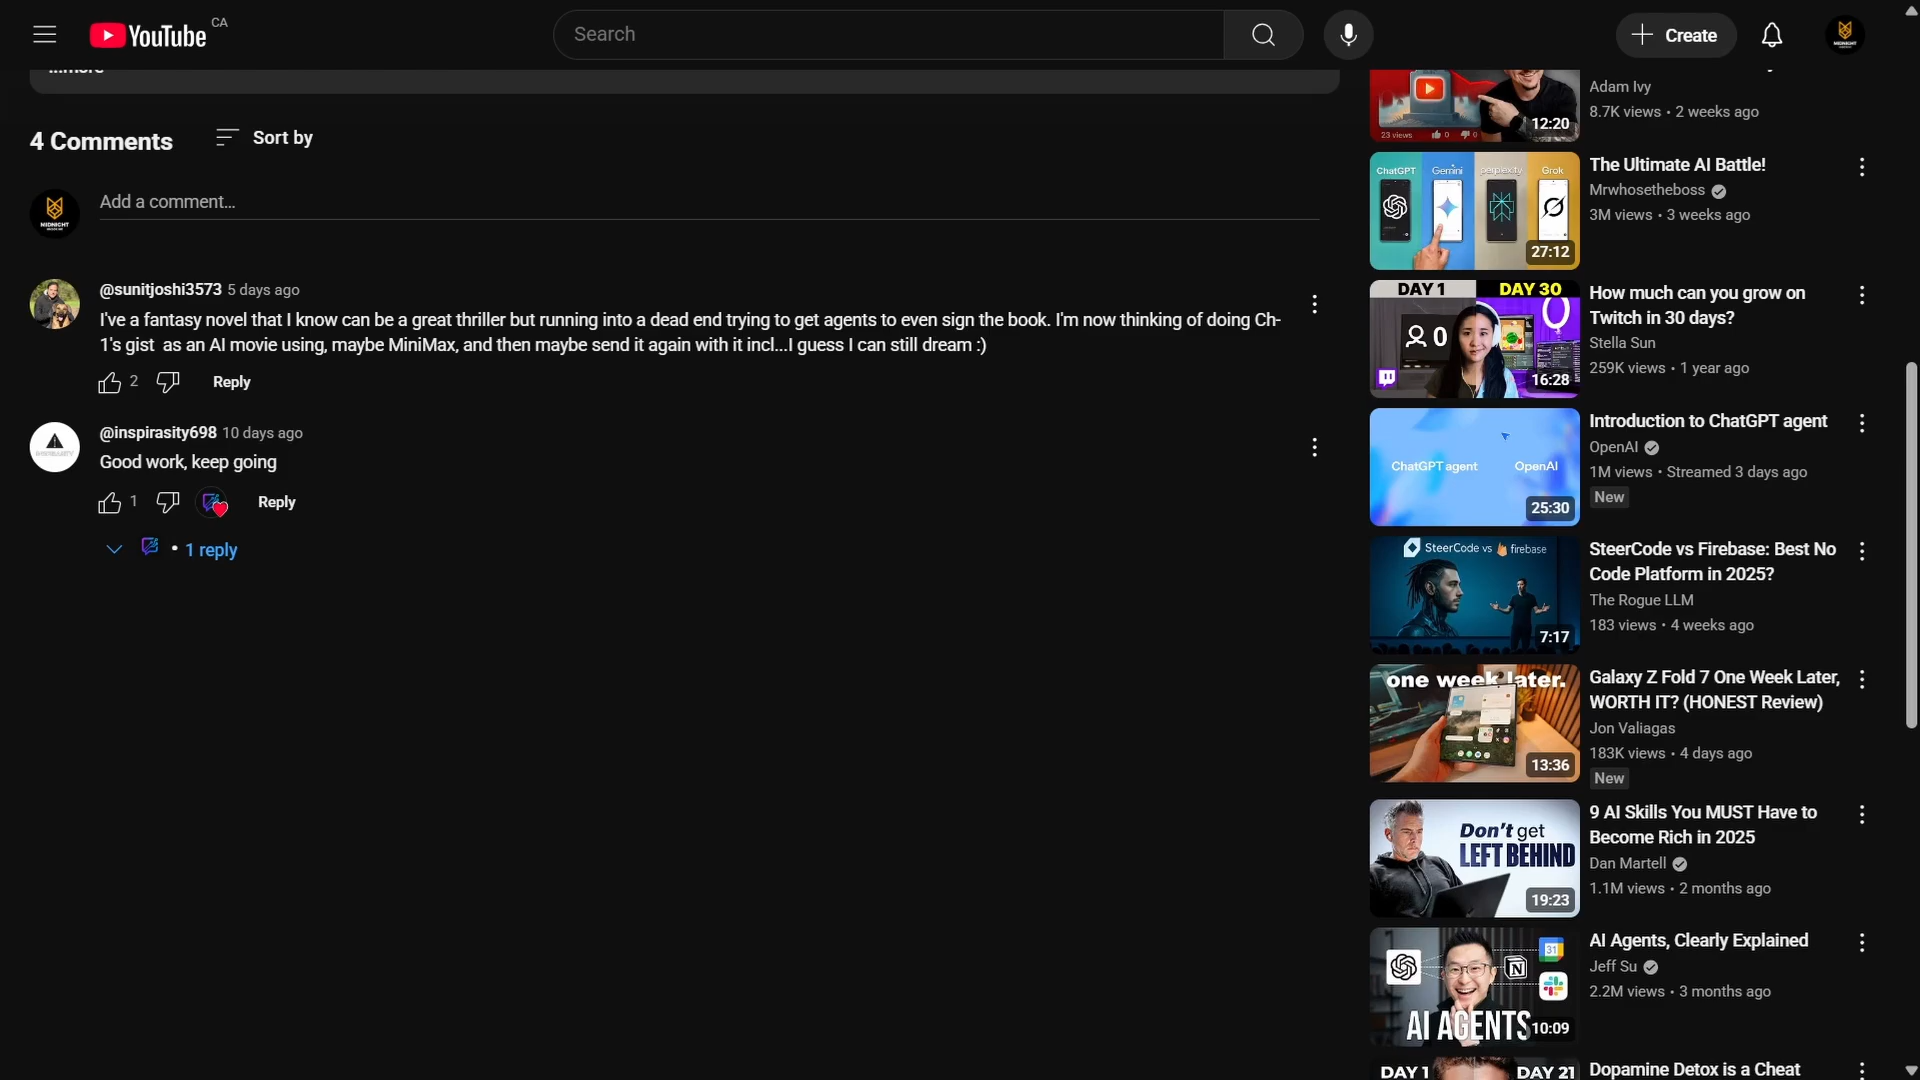 YouTube CA
Search
Create
...more
4 Comments
Sort by
Add a comment...
@sunitjoshi3573 5 days ago
I've a fantasy novel that I know can be a great thriller but running into a dead end trying to get agents to even sign the book. I'm now thinking of doing Ch-
1's gist as an AI movie using, maybe MiniMax, and then maybe send it again with it incl...I guess I can still dream :)
2
Reply
@inspirasity698 10 days ago
Good work, keep going
1
Reply
• 1 reply
23 views 0 0
12:20
Adam Ivy
8.7K views • 2 weeks ago
ChatGPT Gemini perplexity Grok
27:12
The Ultimate AI Battle!
Mrwhosetheboss
3M views • 3 weeks ago
DAY 1 DAY 30
0
16:28
How much can you grow on
Twitch in 30 days?
Stella Sun
259K views • 1 year ago
ChatGPT agent OpenAI
25:30
Introduction to ChatGPT agent
OpenAI
1M views • Streamed 3 days ago
New
SteerCode vs firebase
7:17
SteerCode vs Firebase: Best No
Code Platform in 2025?
The Rogue LLM
183 views • 4 weeks ago
one week later.
13:36
Galaxy Z Fold 7 One Week Later,
WORTH IT? (HONEST Review)
Jon Valiagas
183K views • 4 days ago
New
Don't get
LEFT BEHIND
19:23
9 AI Skills You MUST Have to
Become Rich in 2025
Dan Martell
1.1M views • 2 months ago
31
AI AGENTS
10:09
AI Agents, Clearly Explained
Jeff Su
2.2M views • 3 months ago
DAY 1 DAY 21
Dopamine Detox is a Cheat